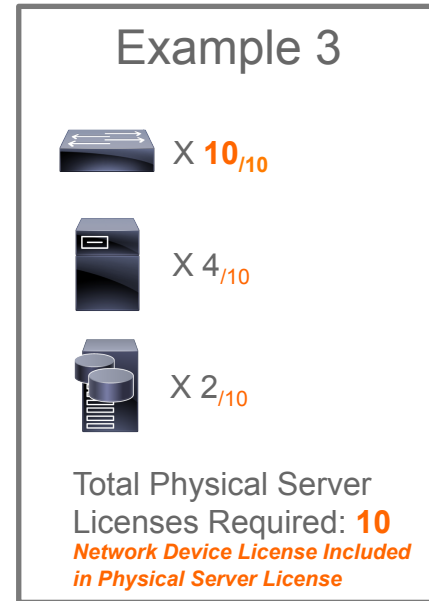 Example 3
X 10/10
X 4/10
X 2/10
Total Physical Server
Licenses Required: 10
Network Device License Included
in Physical Server License